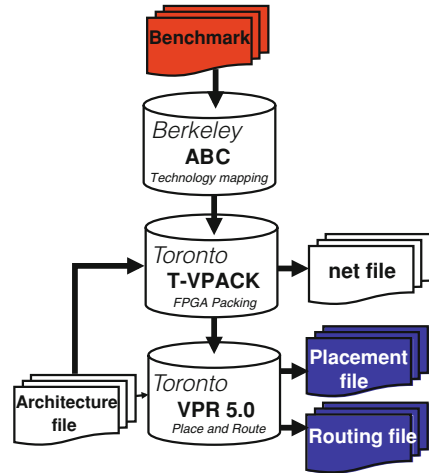 Benchmark
Berkeley
ABC
Technology mapping
Toronto
T-VPACK
FPGA Packing
net file
Toronto
VPR 5.0
Place and Route
Architecture
file
Placement
file
Routing file